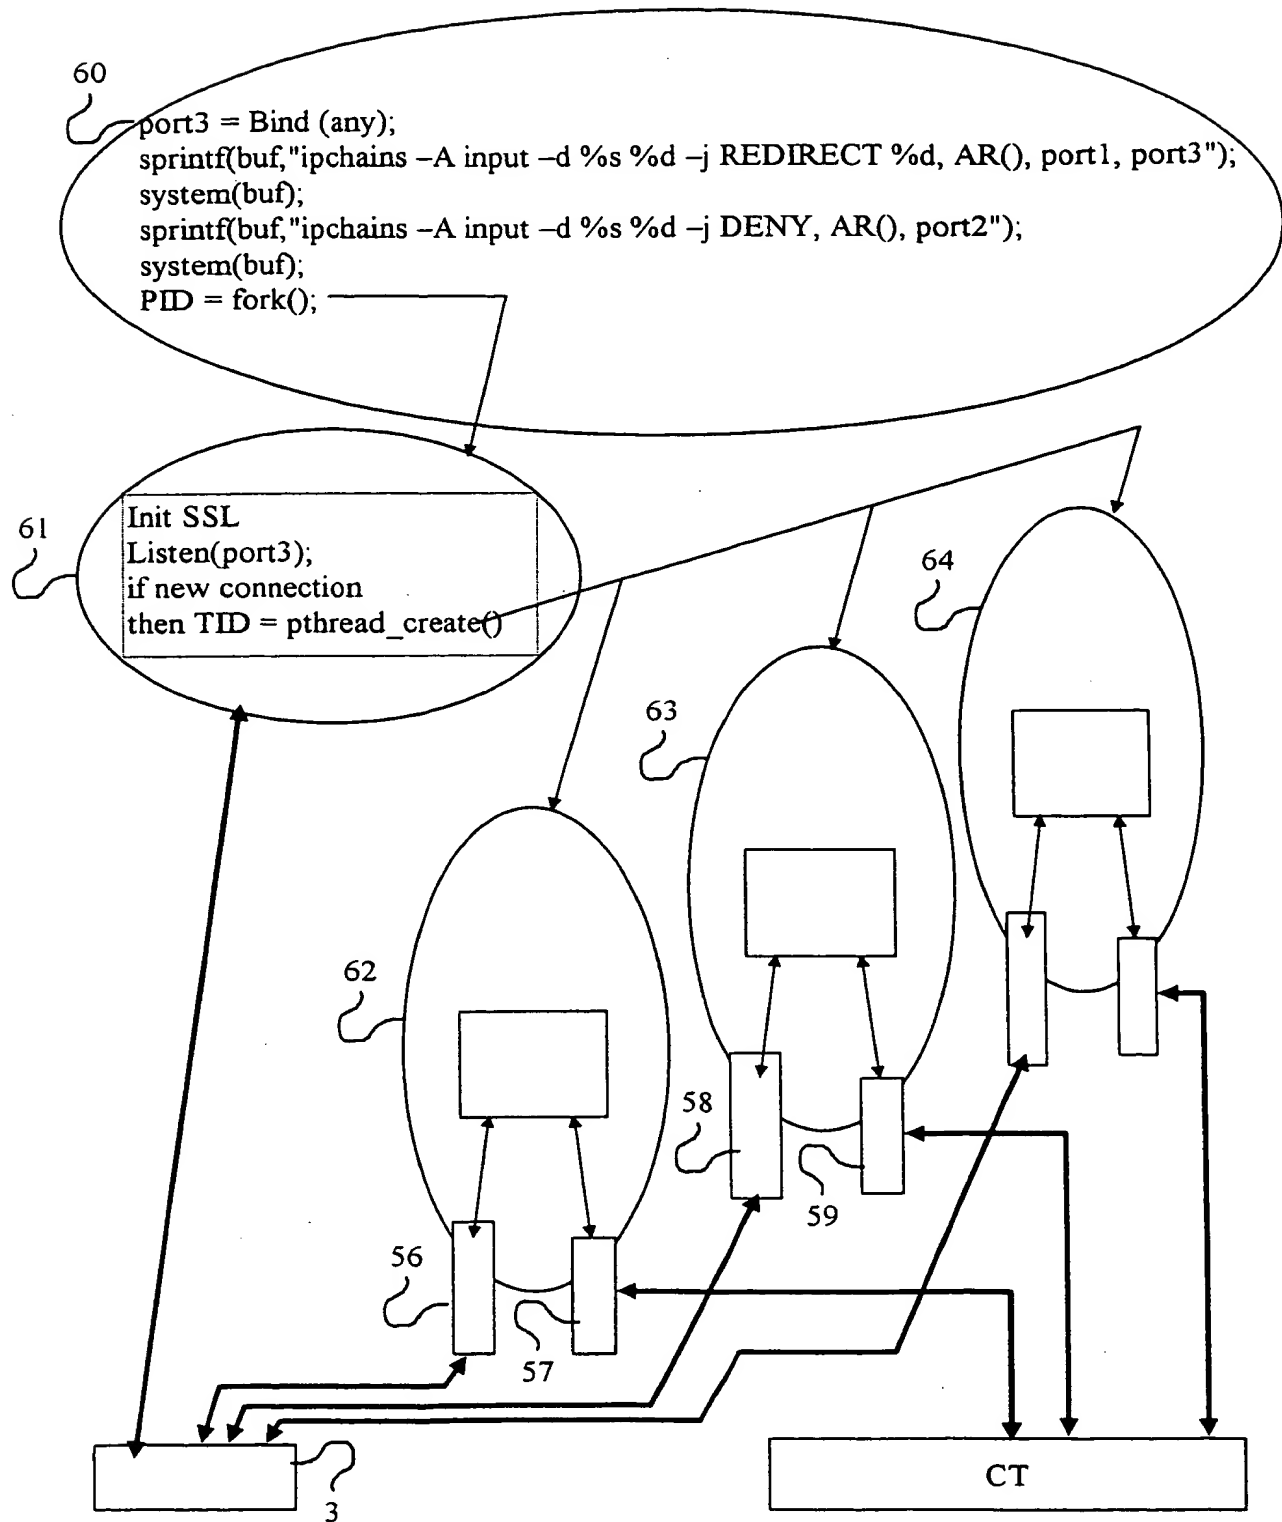 60
port3 = Bind (any);
sprintf(buf,"ipchains –A input –d %s %d –j REDIRECT %d, AR(), port1, port3");
system(buf);
sprintf(buf,"ipchains –A input –d %s %d –j DENY, AR(), port2");
system(buf);
PID = fork();
61
Init SSL
Listen(port3);
if new connection
then TID = pthread_create()
64
63
62
58
59
56
57
3
CT